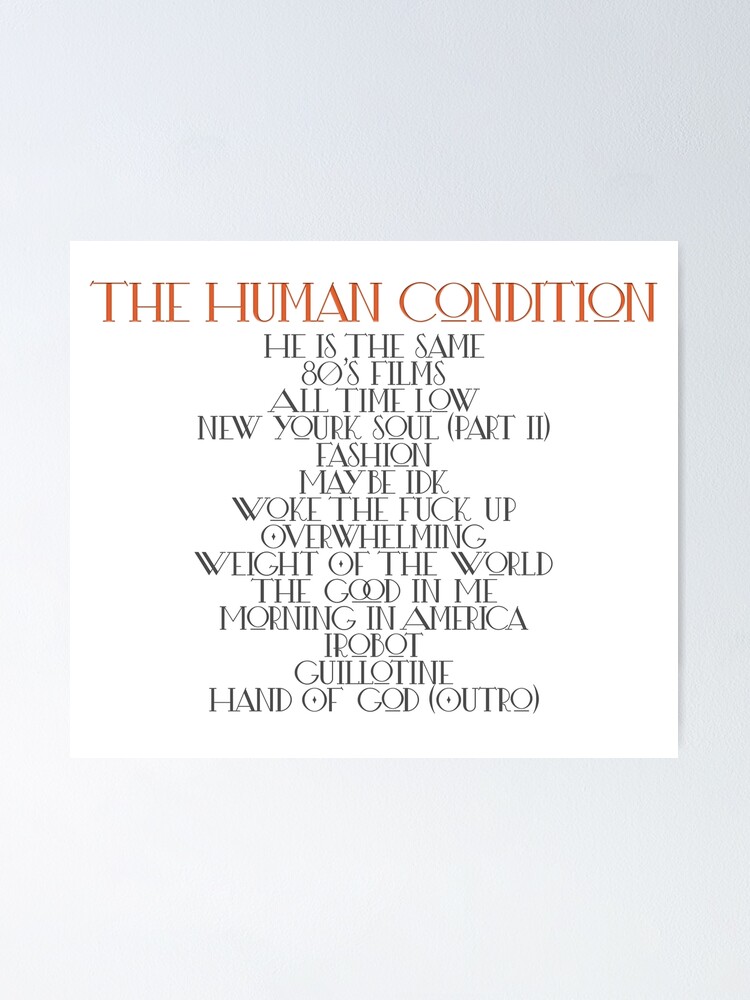 THE HUMAN CONDITION
HE IS THE SAME
80'S FILMS
ALL TIME LOW
NEW YOURK SOUL (PART II)
FASHION
MAYBE IDK
WOKE THE FUCK UP
OVERWHELMING
WEIGHT OF THE WORLD
THE GOOD IN ME
MORNING IN AMERICA
IROBOT
GUILLOTINE
HAND OF GOD (OUTRO)